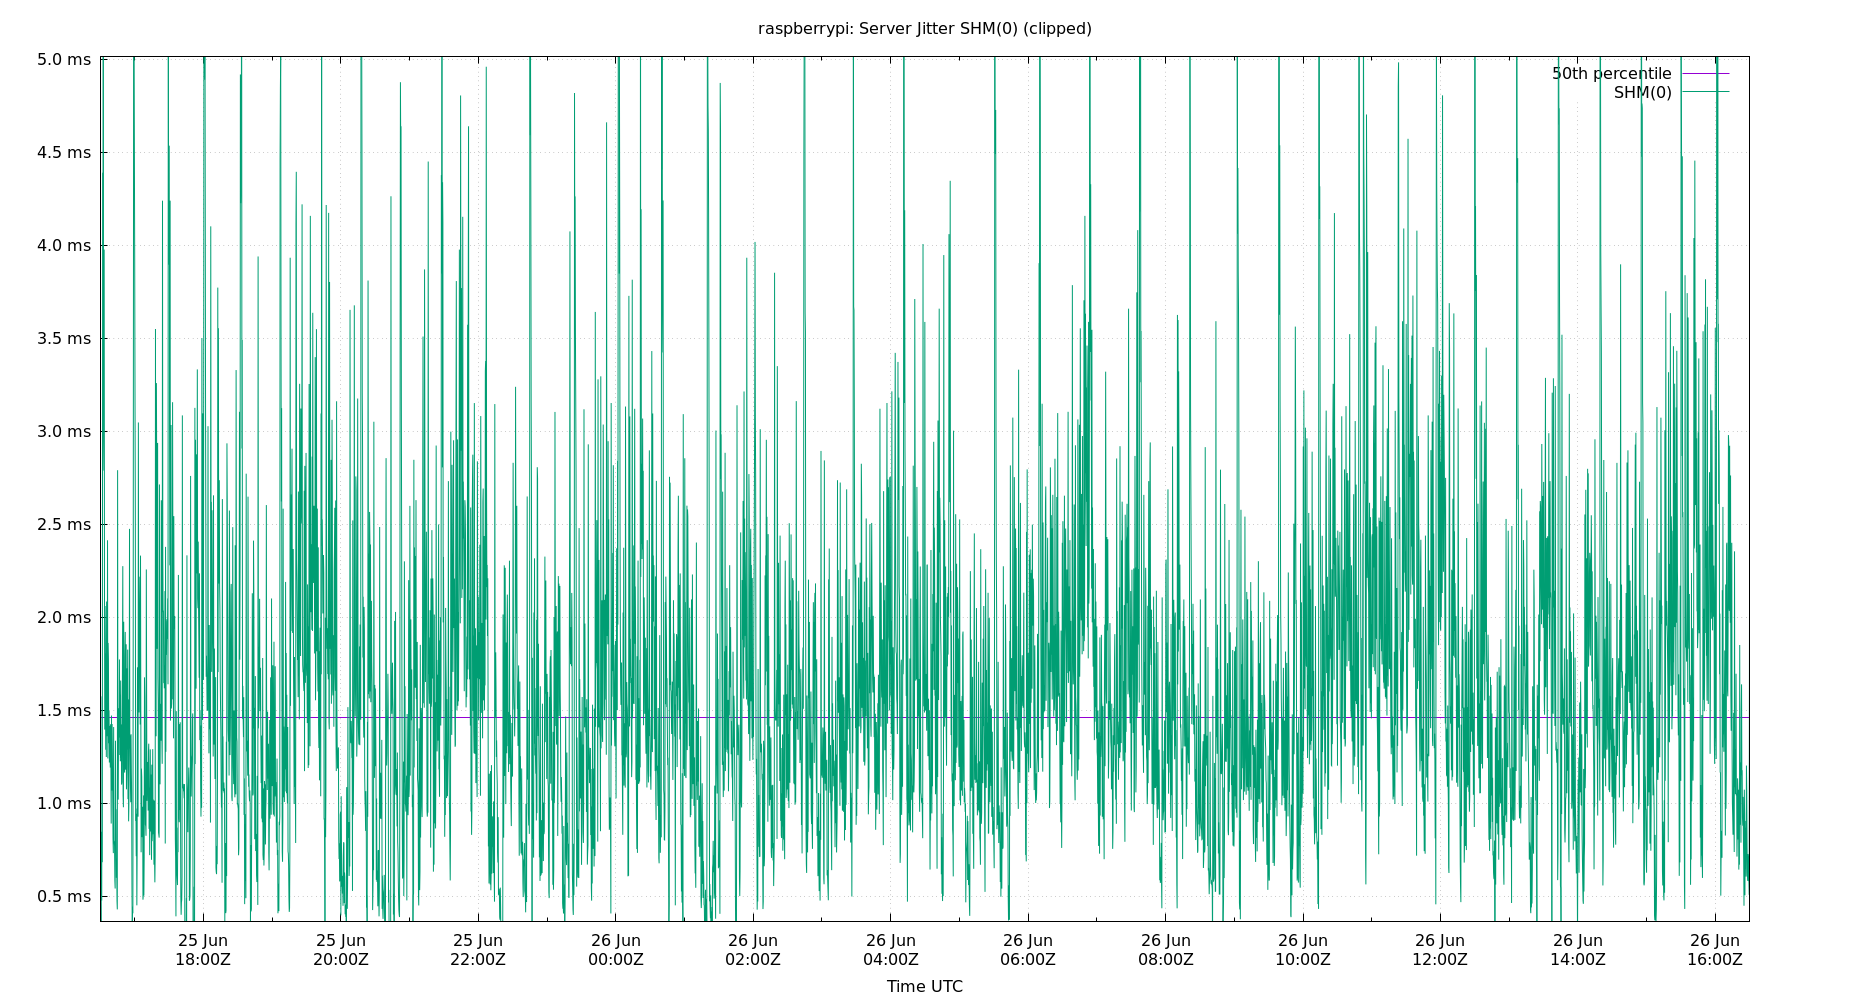 raspberrypi: Server Jitter SHM(0) (clipped)
5.0 ms
50th percentile
SHM(0)
4.5 ms
4.0 ms
3.5 ms
3.0 ms
2.5 ms
2.0 ms
1.5 ms
1.0 ms
0.5 ms
25 Jun 25 Jun 25 Jun 26 Jun 26 Jun 26 Jun 26 Jun 26 Jun 26 Jun 26 Jun 26 Jun 26 Jun
18:00Z 20:00Z 22:00Z 00:00Z 02:00Z 04:00Z 06:00Z 08:00Z 10:00Z 12:00Z 14:00Z 16:00Z
Time UTC